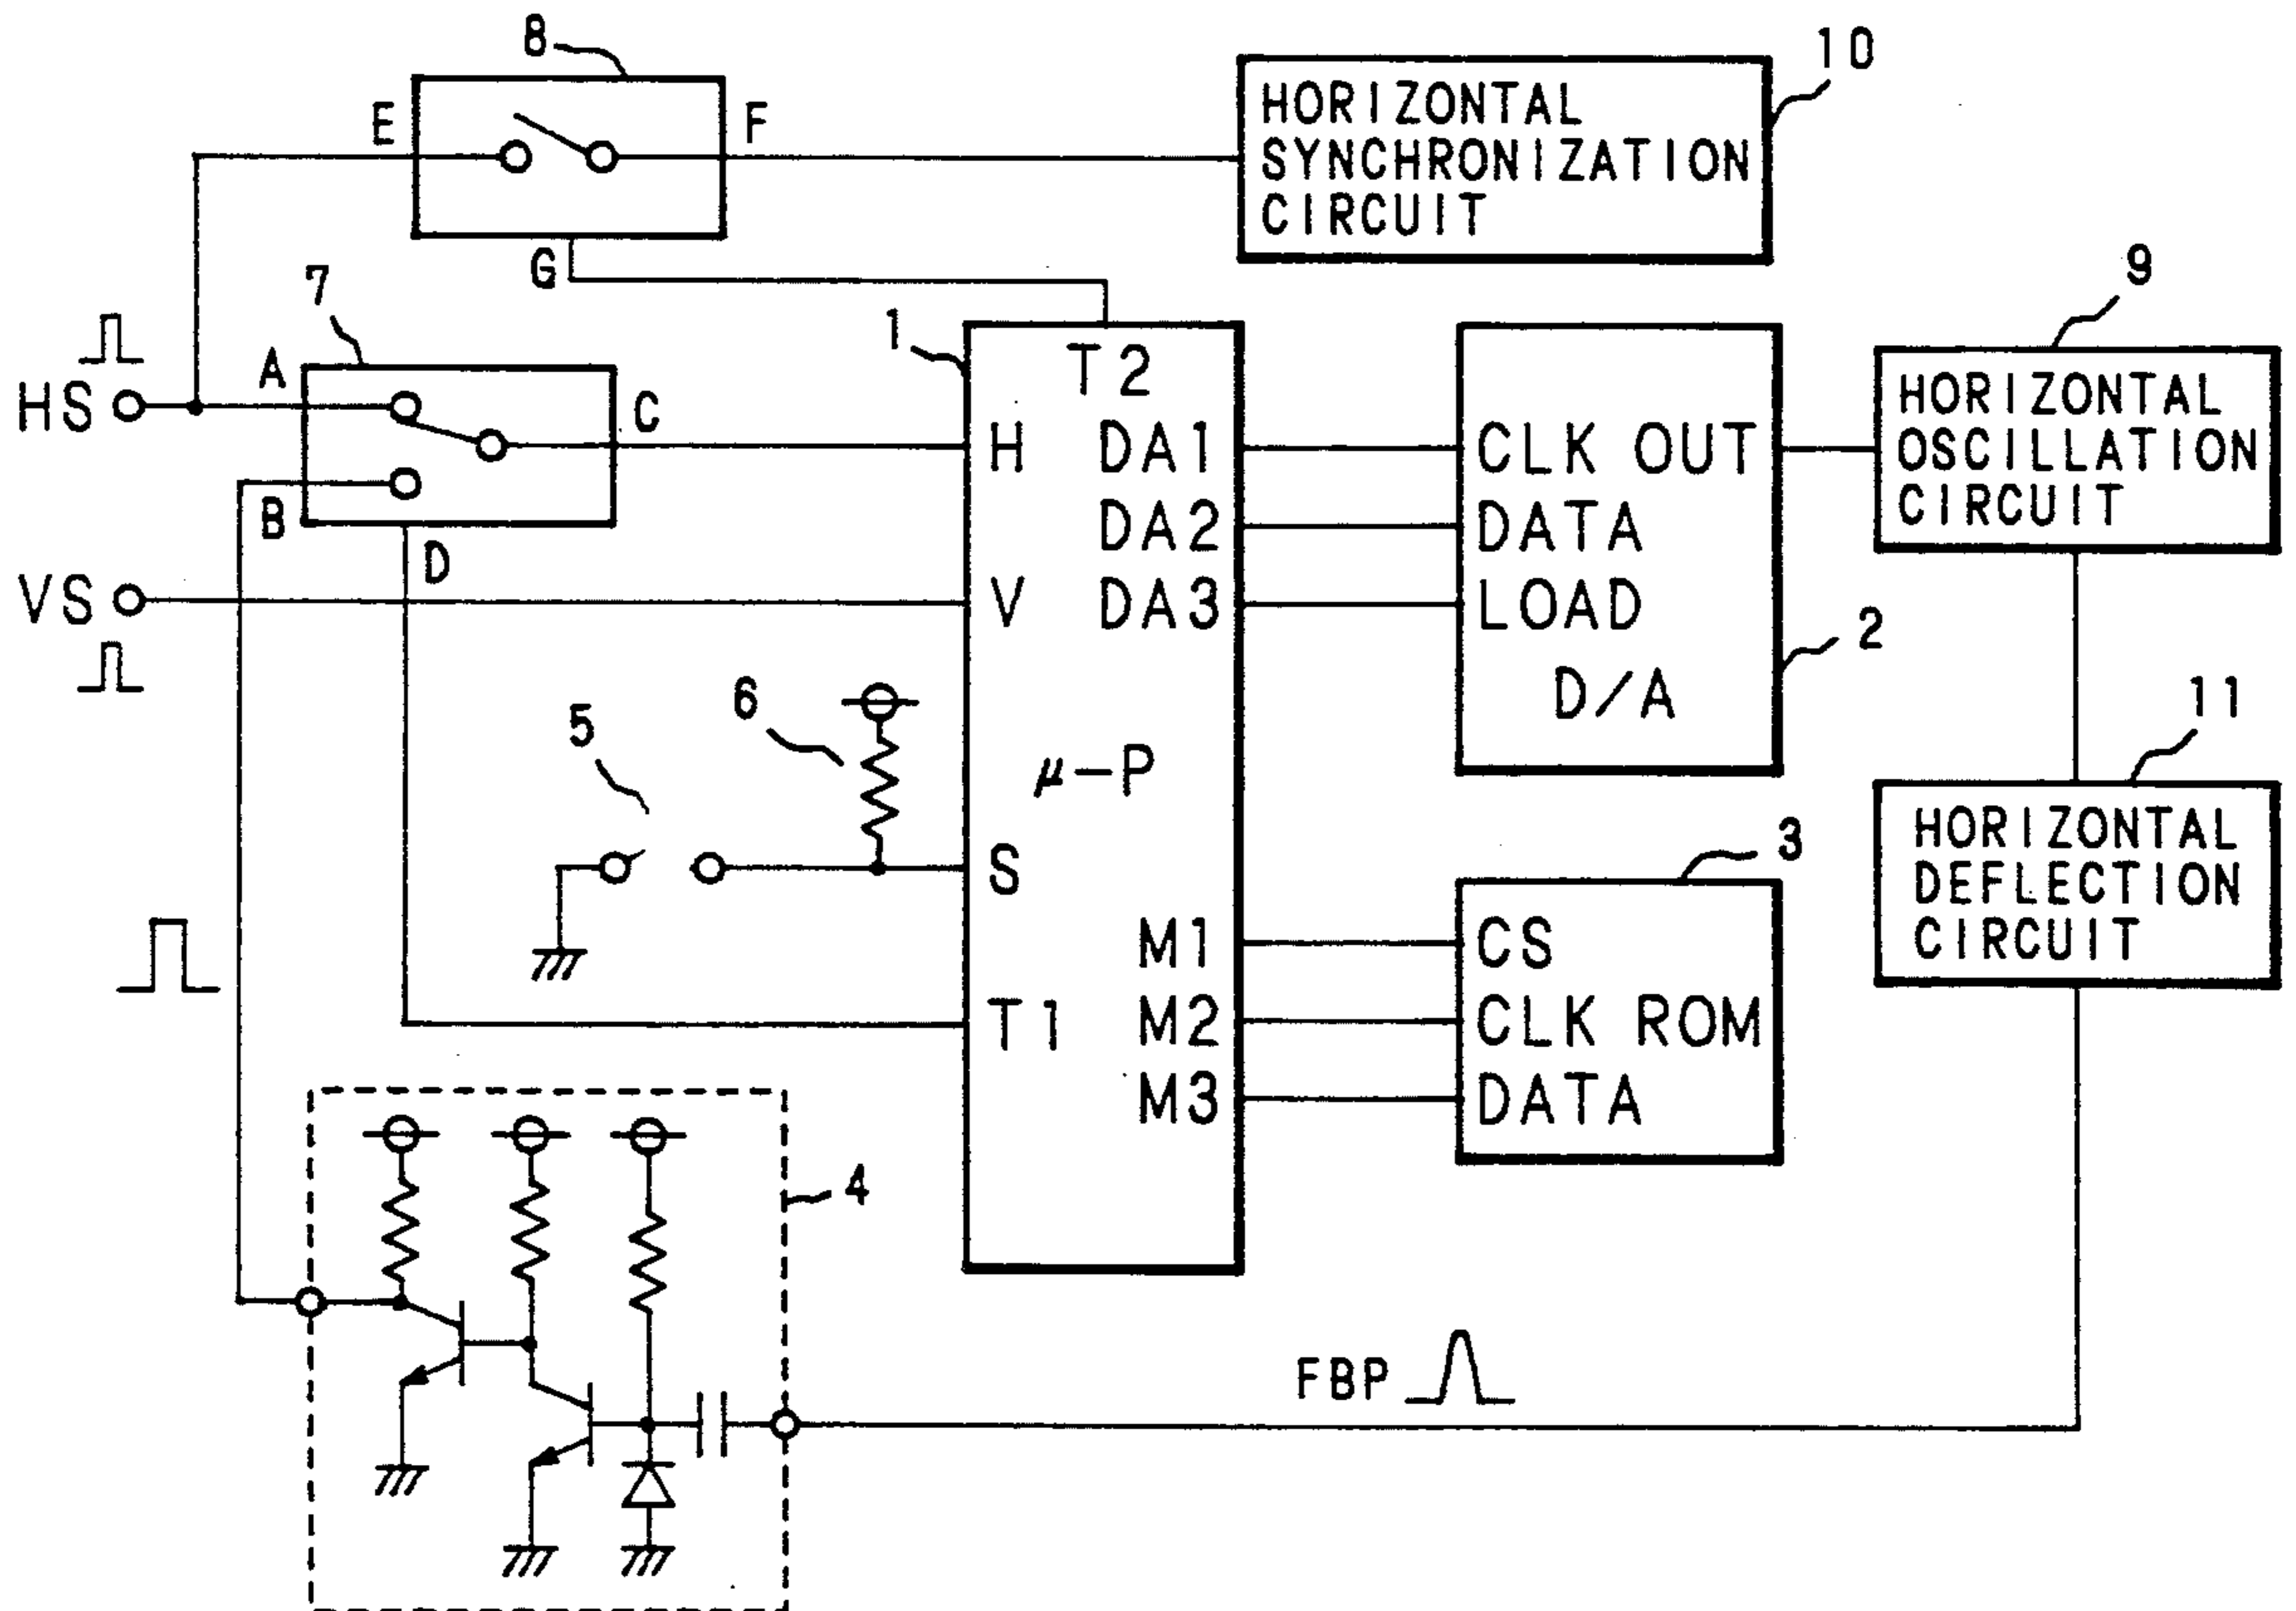 8
10
E
F
HORIZONTAL
SYNCHRONIZATION
CIRCUIT
G
7
1
9
A
C
HS
B
D
T2
H
DA1
CLK OUT
HORIZONTAL
OSCILLATION
CIRCUIT
DA2
DATA
VS
V
DA3
LOAD
2
D/A
5
6
μ-P
11
S
3
HORIZONTAL
DEFLECTION
CIRCUIT
M1
CS
T1
M2
CLK ROM
M3
DATA
4
FBP